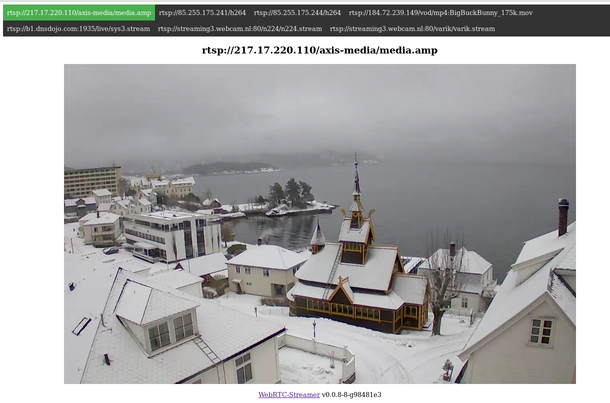 rtsp://217.17.220.110/axis-media/media.amp rtsp://85.255.175.241/h264 rtsp://85.255.175.244/h264 rtsp://184.72.239.149/vod/mp4:BigBuckBunny_175k.mov
rtsp://b1.dnsdojo.com:1935/live/sys3.stream rtsp://streaming3.webcam.nl:80/n224/n224.stream rtsp://streaming3.webcam.nl:80/varik/varik.stream
rtsp://217.17.220.110/axis-media/media.amp
WebRTC-Streamer v0.0.8-8-g98481e3